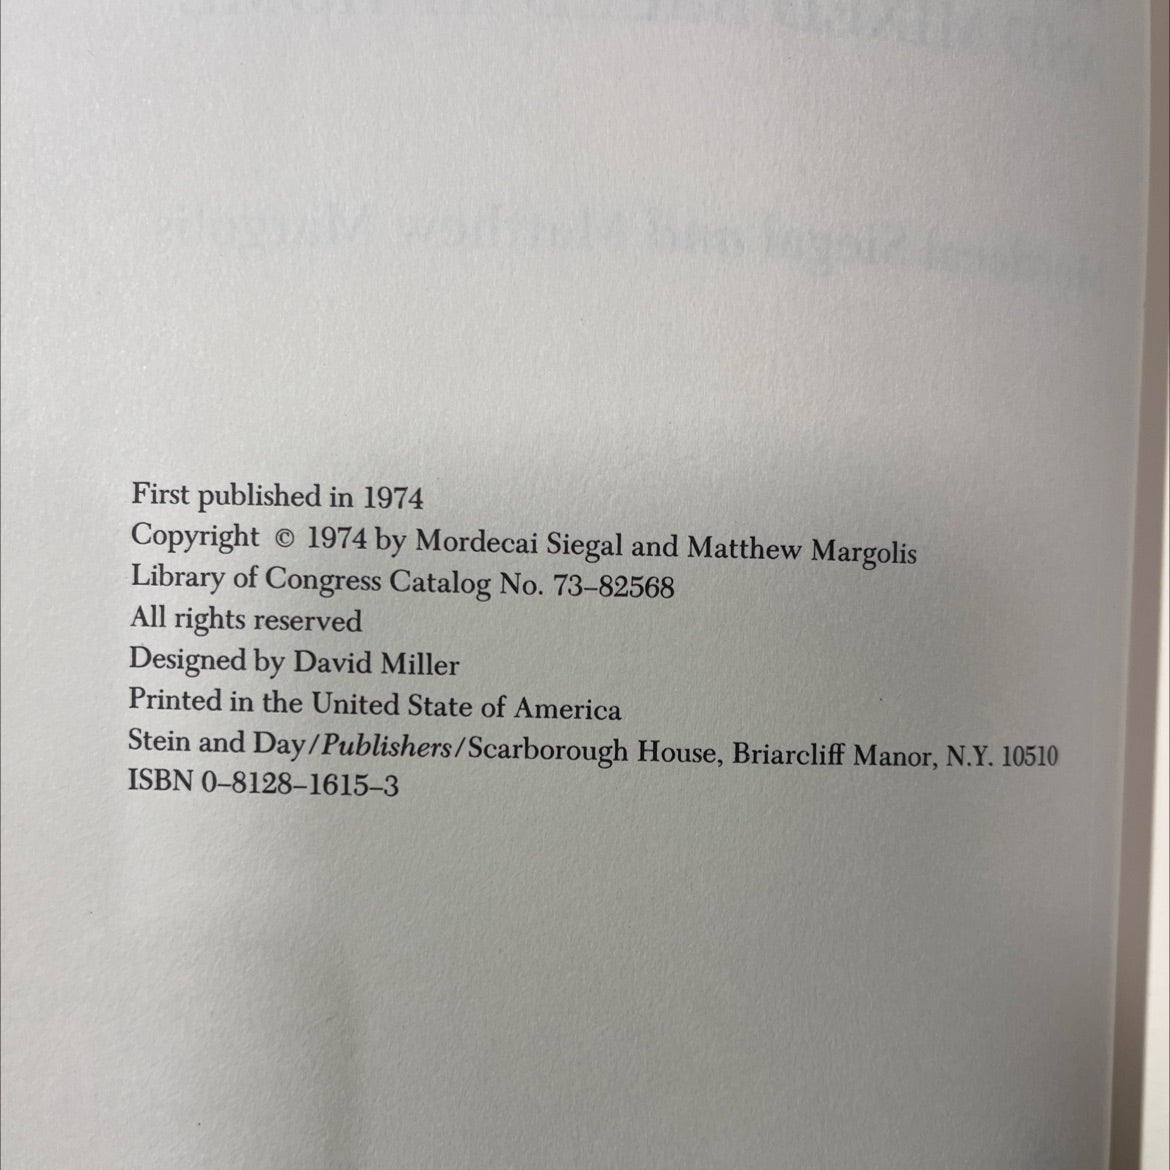 First published in 1974
Copyright © 1974 by Mordecai Siegal and Matthew Margolis
Library of Congress Catalog No. 73–82568
All rights reserved
Designed by David Miller
Printed in the United State of America
Stein and Day/Publishers/Scarborough House, Briarcliff Manor, N.Y. 10510
ISBN 0–8128–1615–3